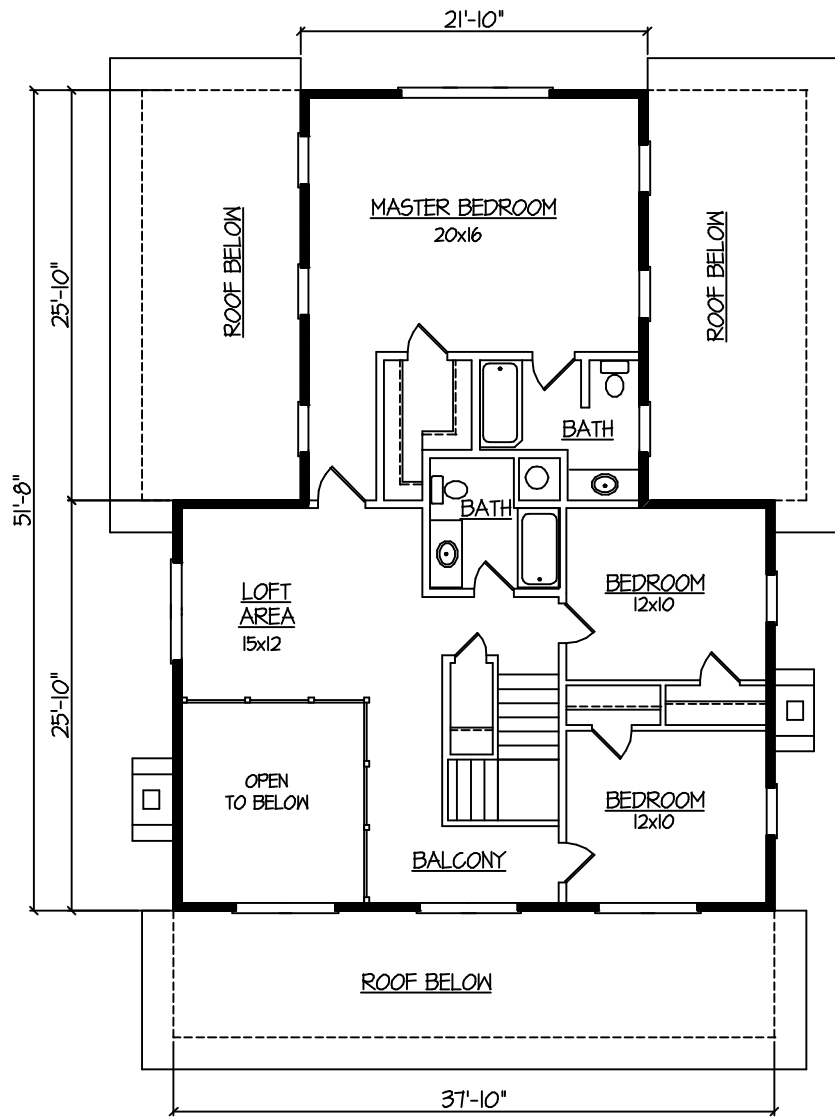 21'-10"
MASTER BEDROOM
20x16
ROOF BELOW
ROOF BELOW
25'-10"
51'-8"
BATH
BATH
LOFT
AREA
15x12
BEDROOM
12x10
25'-10"
OPEN
TO BELOW
BEDROOM
12x10
BALCONY
ROOF BELOW
37'-10"